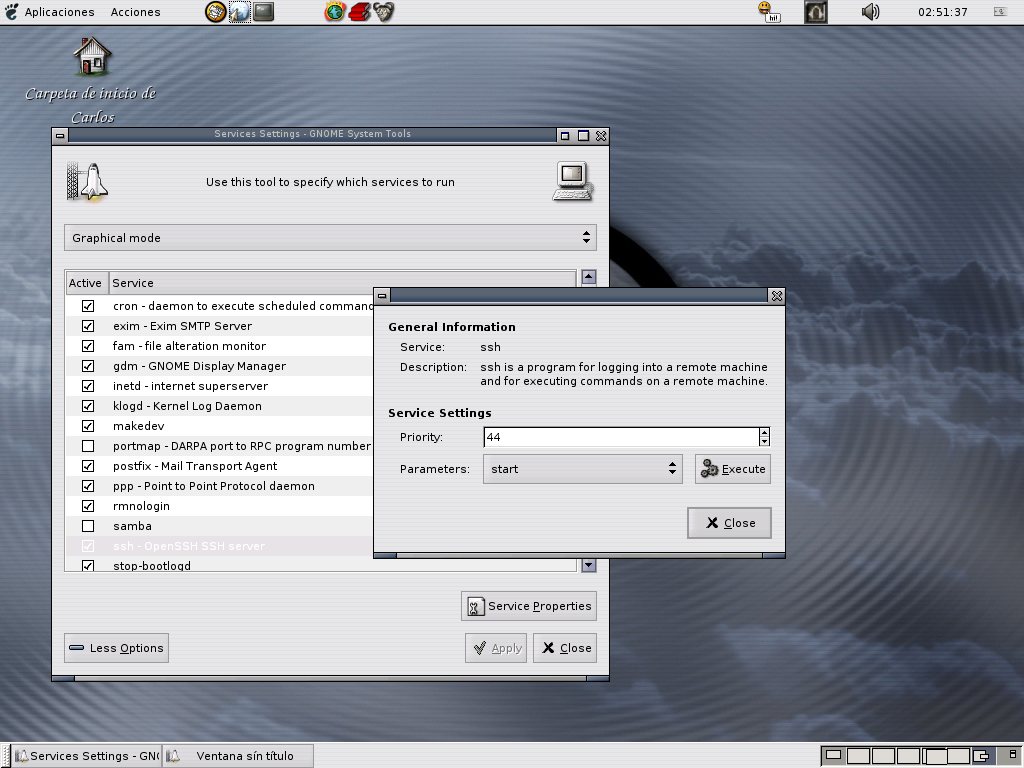 Aplicaciones Acciones
hi!
02:51:37
Carpeta de inicio de
Carlos
Services Settings - GNOME System Tools
Use this tool to specify which services to run
Graphical mode
Active Service
cron - daemon to execute scheduled command
exim - Exim SMTP Server
fam - file alteration monitor
gdm - GNOME Display Manager
inetd - internet superserver
klogd - Kernel Log Daemon
makedev
portmap - DARPA port to RPC program number
postfix - Mail Transport Agent
ppp - Point to Point Protocol daemon
rmnologin
samba
ssh - OpenSSH SSH server
stop-bootlogd
Service Properties
Less Options
Apply
Close
General Information
Service: ssh
Description: ssh is a program for logging into a remote machine
and for executing commands on a remote machine.
Service Settings
Priority: 44
Parameters: start
Execute
Close
Services Settings - GN
Ventana sín título